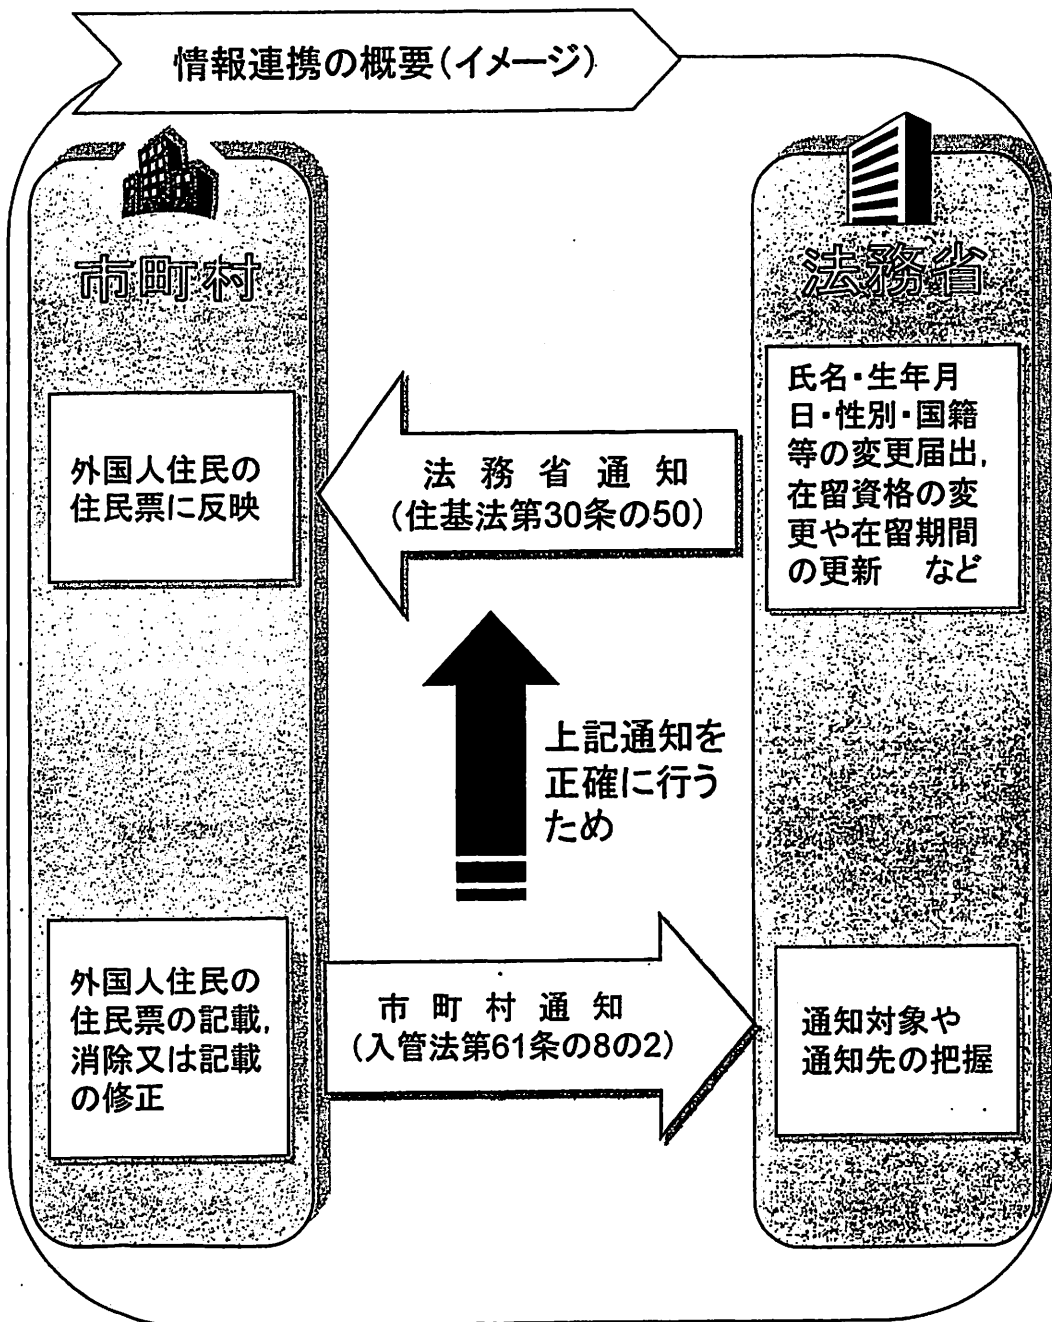 情報連携の概要(イメージ)
市町村
法務省
氏名・生年月
日・性別・国籍
等の変更届出,
在留資格の変
更や在留期間
の更新 など
法務省通知
(住基法第30条の50)
外国人住民の
住民票に反映
上記通知を
正確に行う
ため
外国人住民の
住民票の記載,
消除又は記載
の修正
市町村通知
(入管法第61条の8の2)
通知対象や
通知先の把握